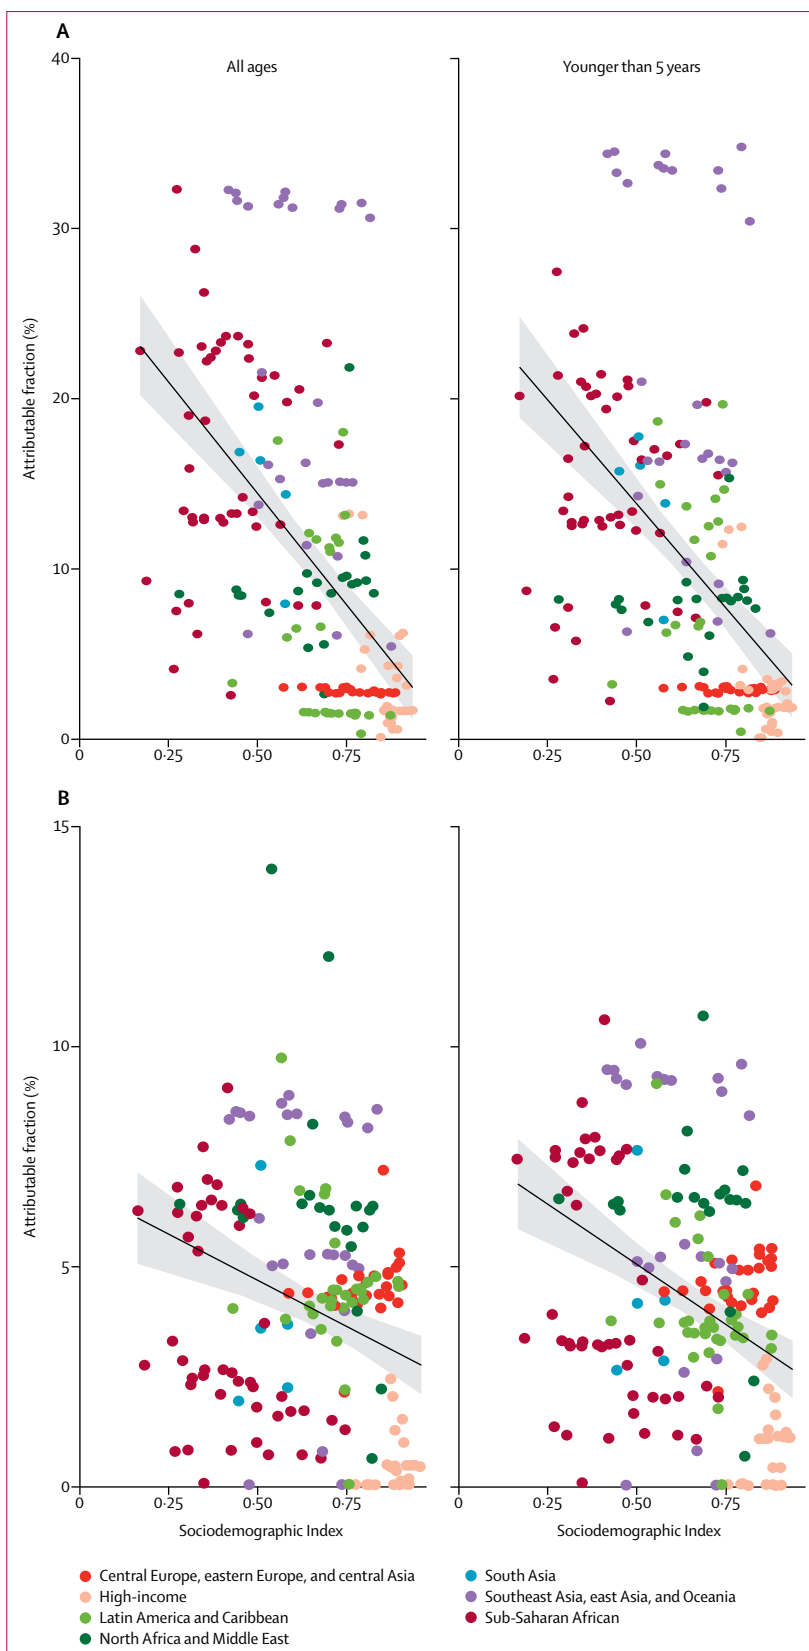 A
All ages
Younger than 5 years
40
30
20
10
0
Attributable fraction (%)
0 0·25 0·50 0·75
0 0·25 0·50 0·75
B
15
10
5
0
Attributable fraction (%)
0 0·25 0·50 0·75
0 0·25 0·50 0·75
Sociodemographic Index
Sociodemographic Index
Central Europe, eastern Europe, and central Asia
High-income
Latin America and Caribbean
North Africa and Middle East
South Asia
Southeast Asia, east Asia, and Oceania
Sub-Saharan African